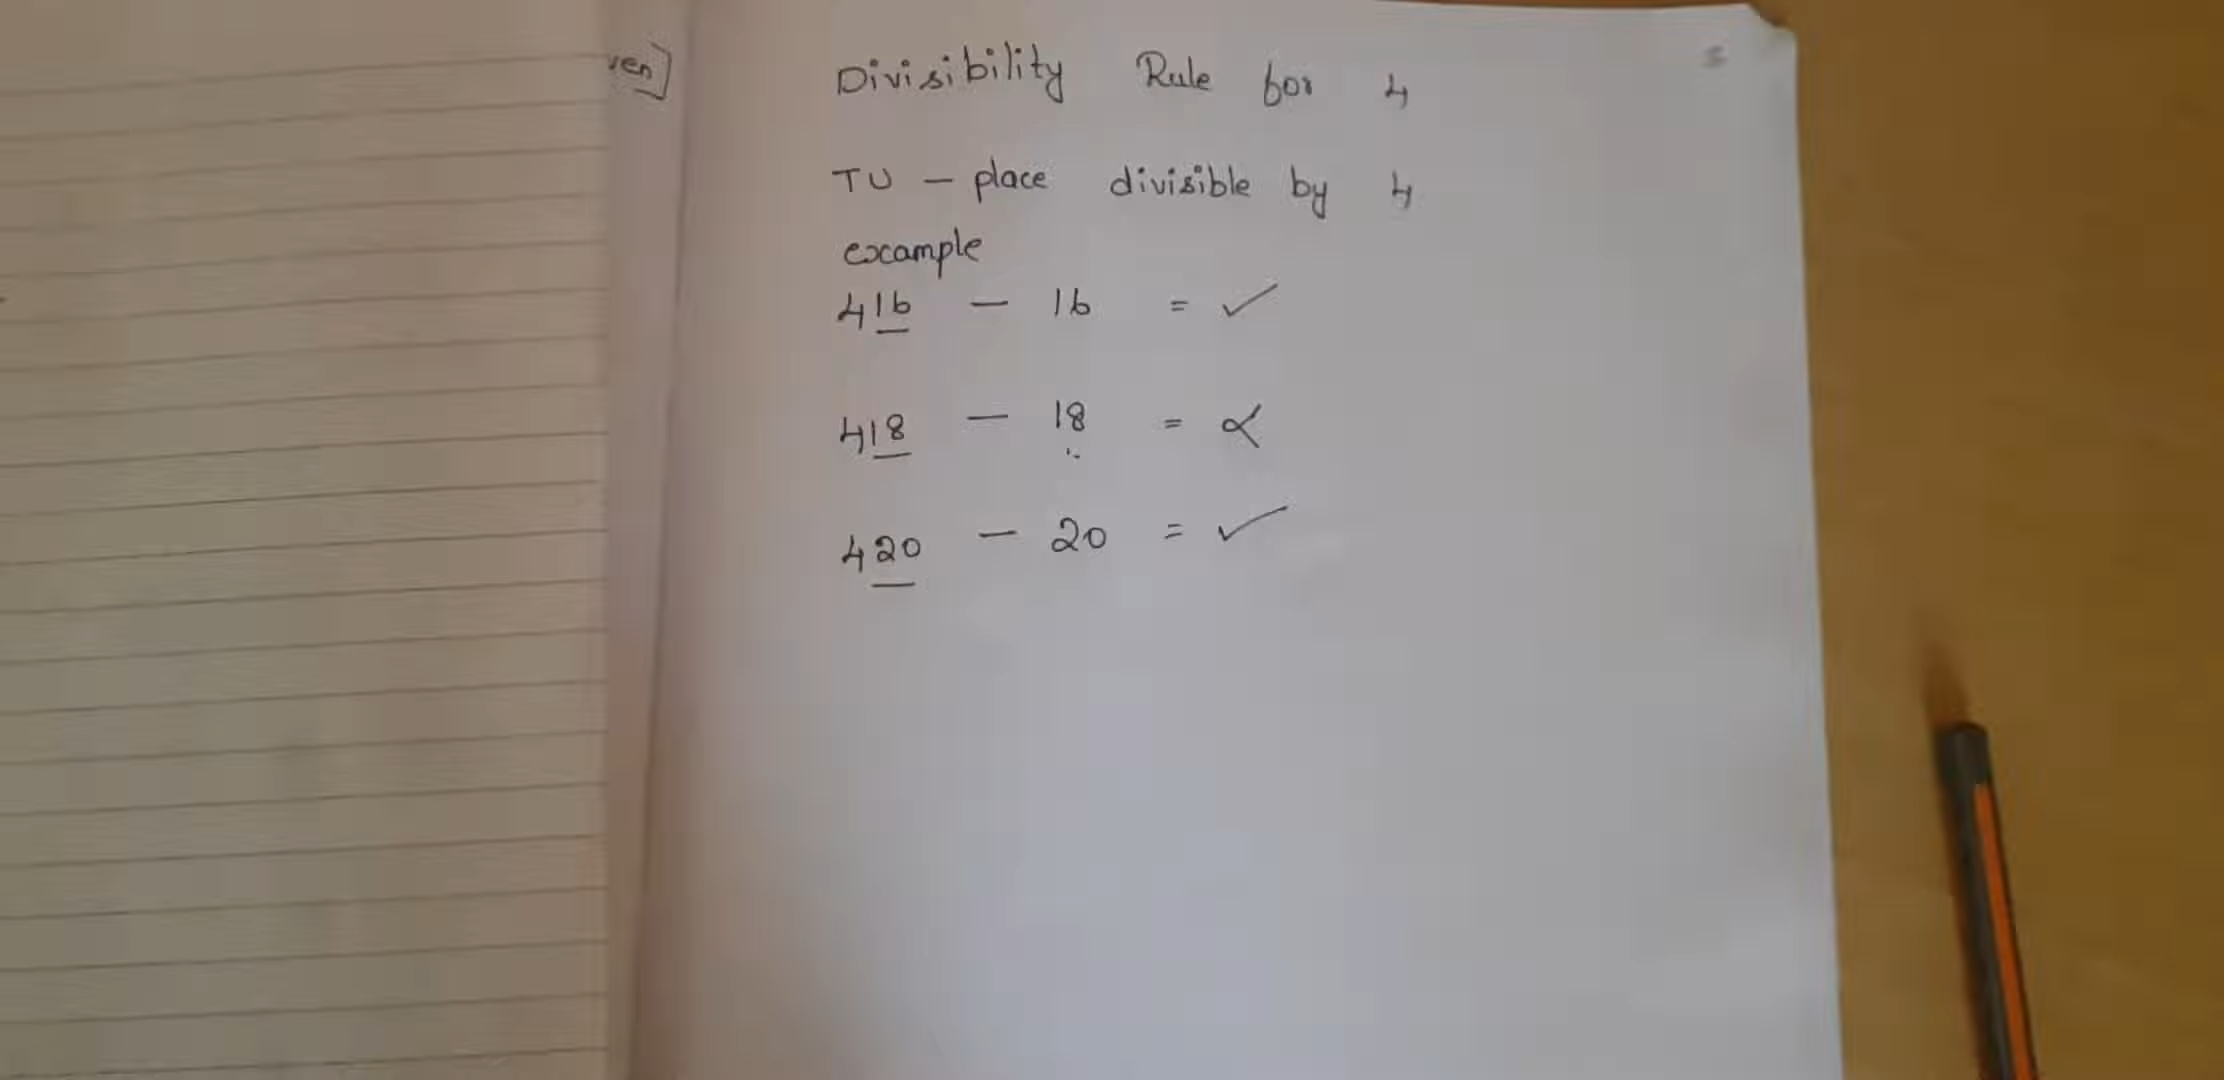 ven]
Divisibility Rule for 4
TU - place divisible by 4
example
416 - 16 = ✓
418 - 18 = ✗
420 - 20 = ✓